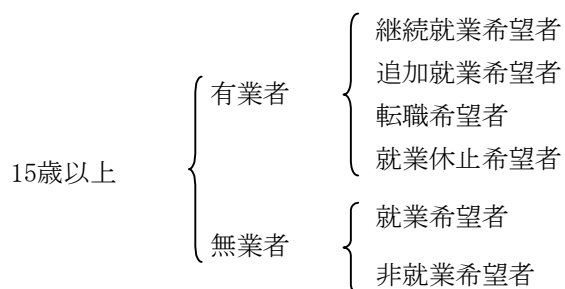 継続就業希望者
追加就業希望者
有業者
転職希望者
就業休止希望者
15歳以上
就業希望者
無業者
非就業希望者